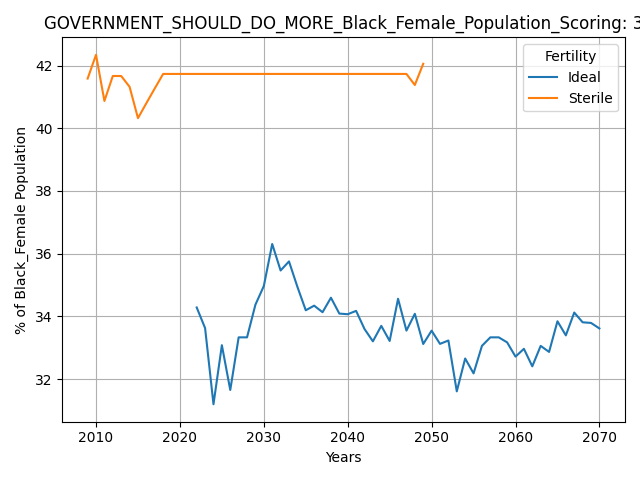 GOVERNMENT_SHOULD_DO_MORE_Black_Female_Population_Scoring: 3
Fertility
Ideal
Sterile
% of Black_Female Population
42
40
38
36
34
32
2010 2020 2030 2040 2050 2060 2070
Years